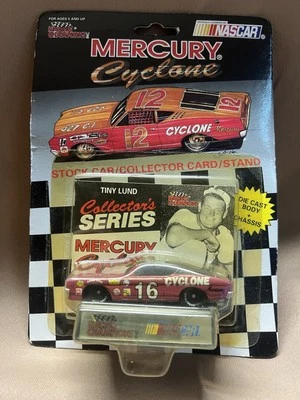 FOR AGES 5 AND UP
NASCAR
MERCURY
Cyclone
12
12
CYCLONE
STOCK CAR/COLLECTOR CARD/STAND
TINY LUND
Collector's
SERIES
MERCURY
DIE CAST
BODY +
CHASSIS
CYCLONE
16